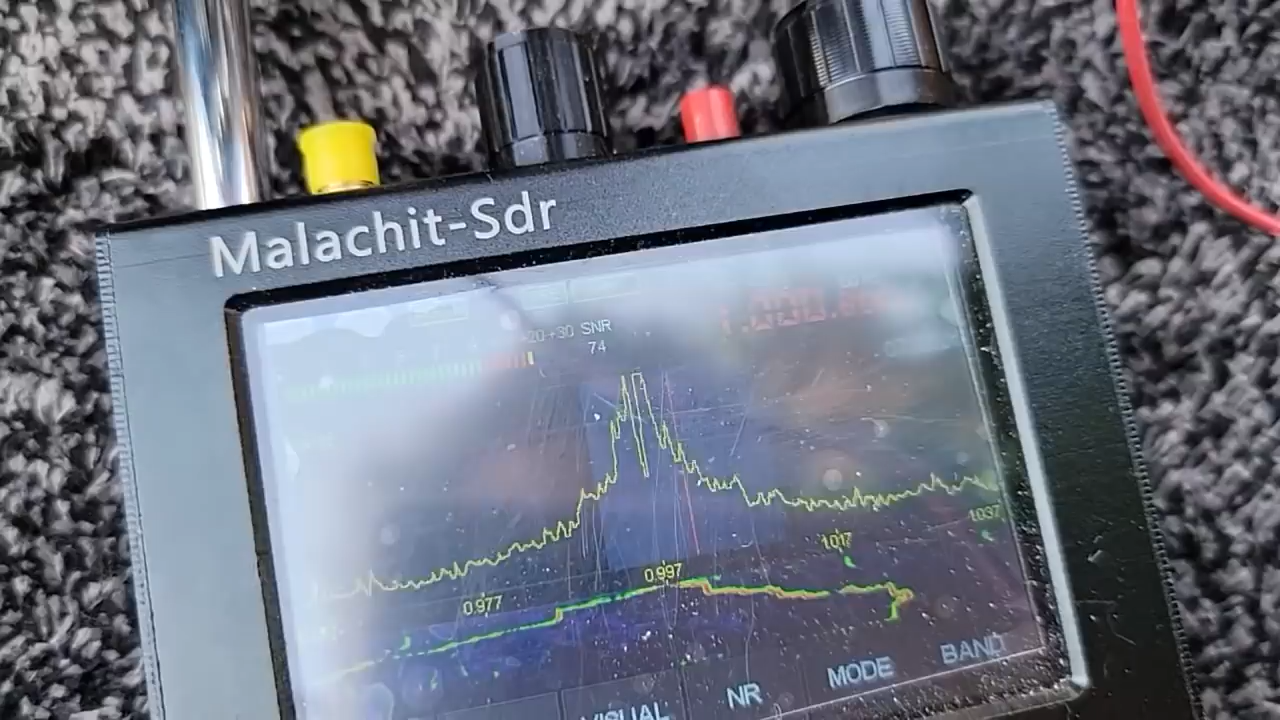 Malachit-Sdr
-20 +30 SNR
74
0.977 0.997 1.017 1.037
VISUAL NR MODE BAND